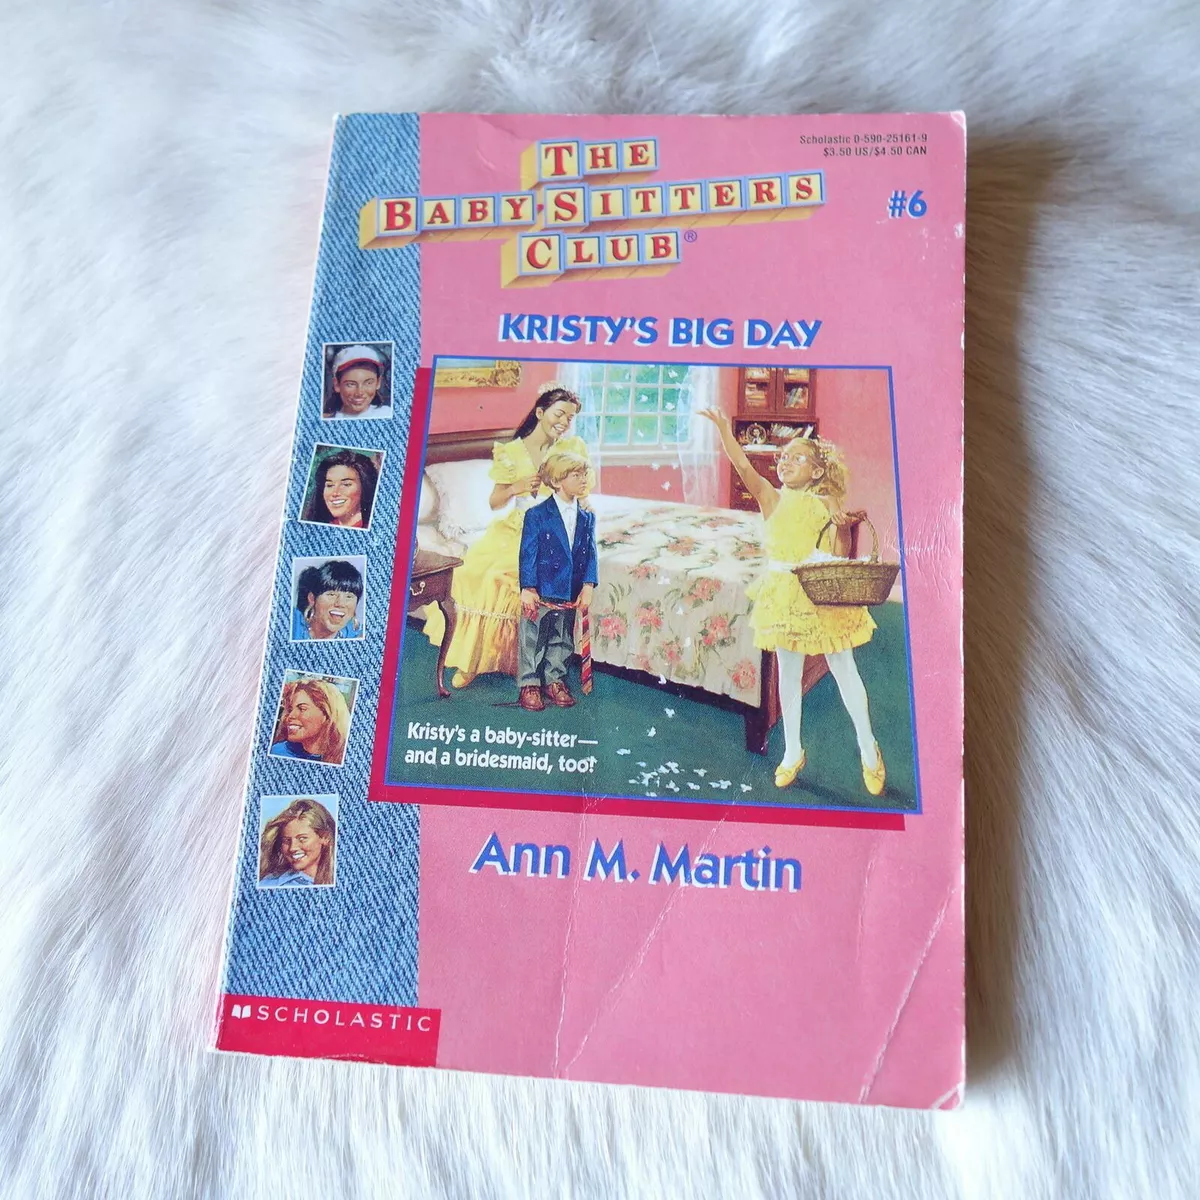 Scholastic 0-590-25161-9
$3.50 US/$4.50 CAN
THE
BABY-SITTERS
CLUB®
#6
KRISTY'S BIG DAY
Kristy's a baby-sitter—
and a bridesmaid, too!
Ann M. Martin
SCHOLASTIC